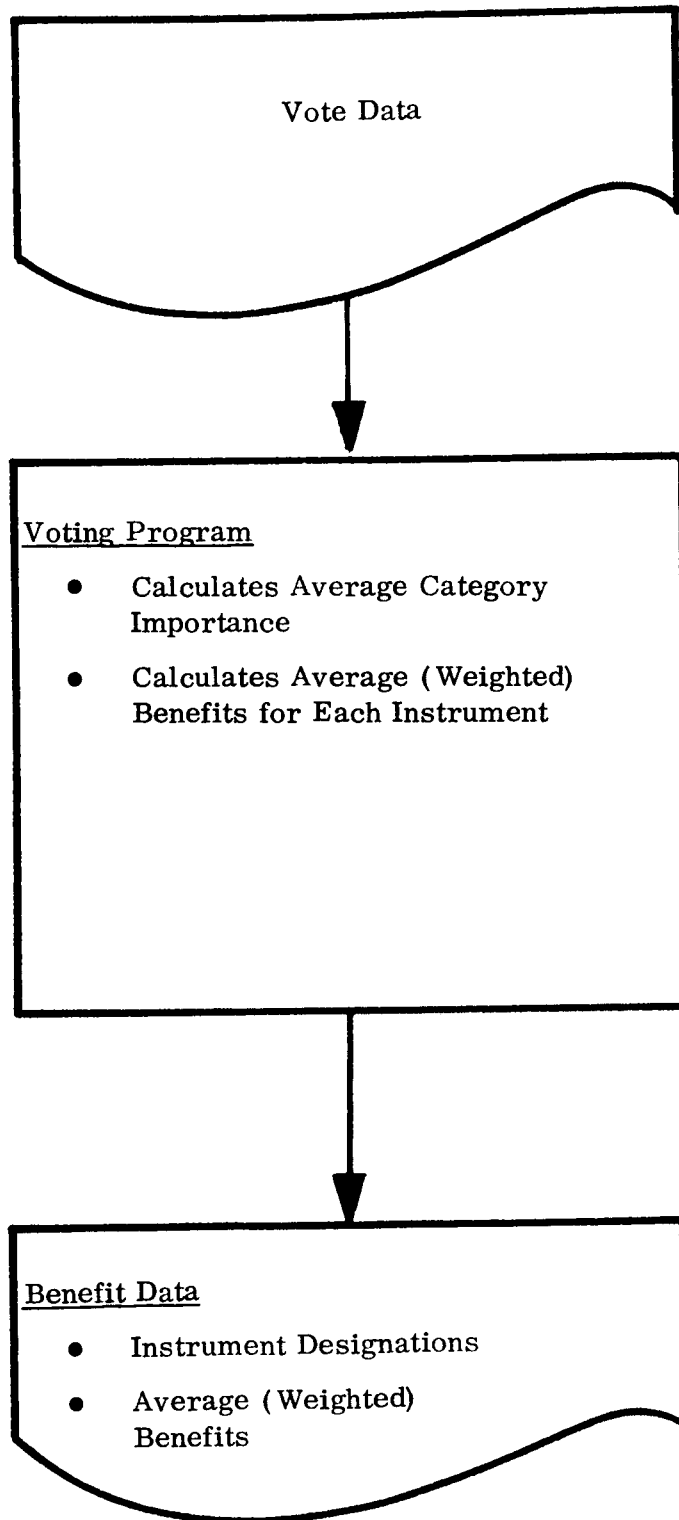 Vote Data
Voting Program
● Calculates Average Category
Importance
● Calculates Average (Weighted)
Benefits for Each Instrument
Benefit Data
● Instrument Designations
● Average (Weighted)
Benefits